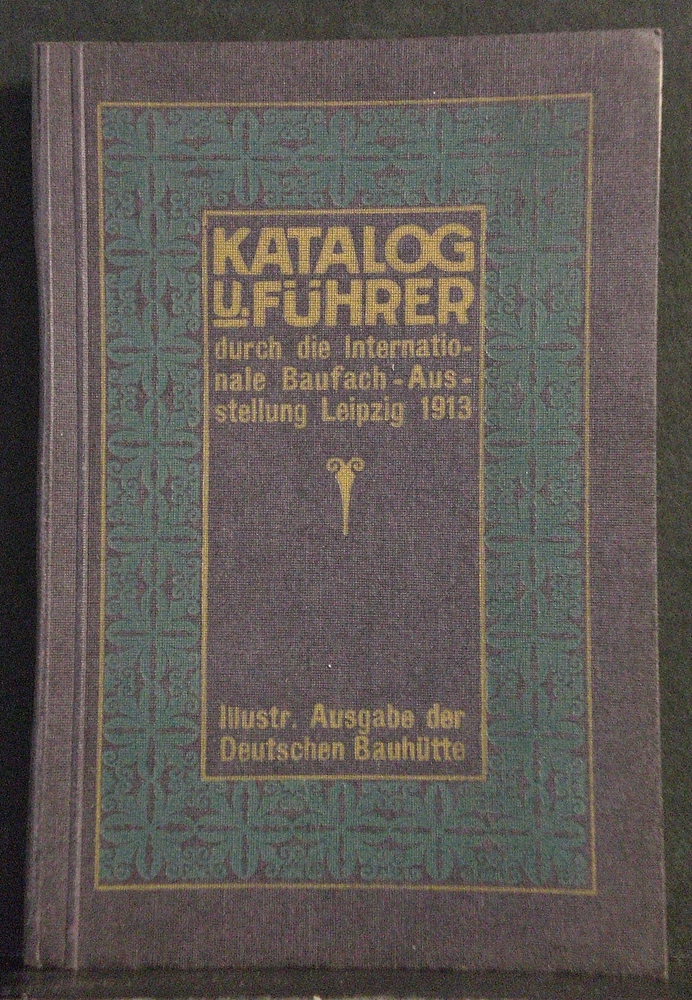 KATALOG
U. FÜHRER
durch die Internatio-
nale Baufach-Aus-
stellung Leipzig 1913
Illustr. Ausgabe der
Deutschen Bauhütte